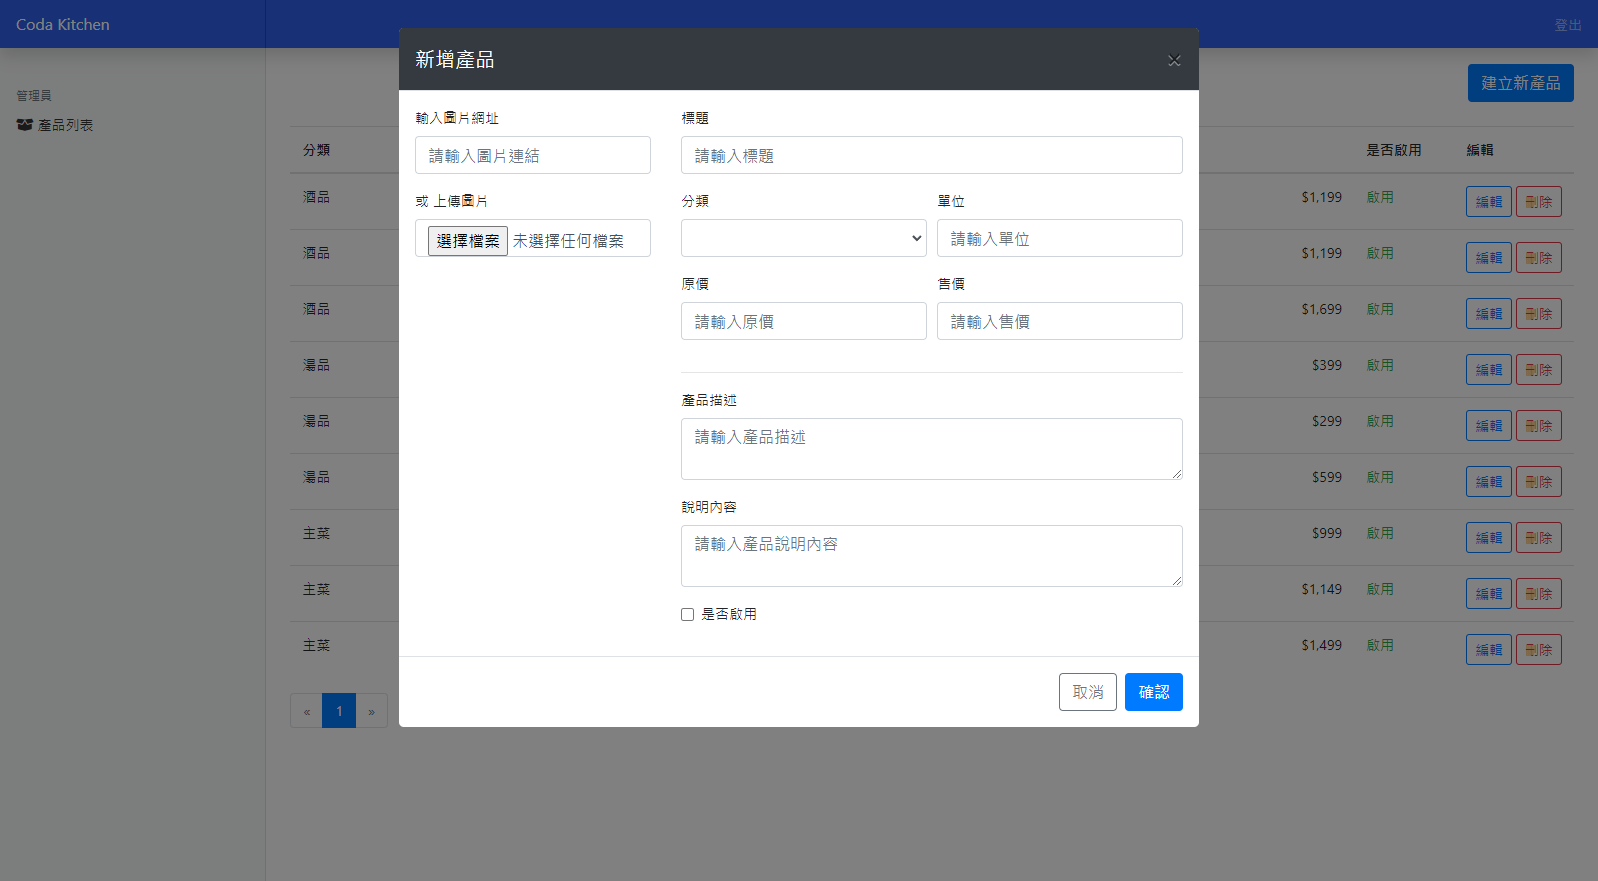 Coda Kitchen
登出
管理員
產品列表
建立新產品
分類
是否啟用
編輯
酒品
$1,199
啟用
編輯
刪除
酒品
$1,199
啟用
編輯
刪除
酒品
$1,699
啟用
編輯
刪除
湯品
$399
啟用
編輯
刪除
湯品
$299
啟用
編輯
刪除
湯品
$599
啟用
編輯
刪除
主菜
$999
啟用
編輯
刪除
主菜
$1,149
啟用
編輯
刪除
主菜
$1,499
啟用
編輯
刪除
«
1
»
新增產品
×
輸入圖片網址
請輸入圖片連結
或 上傳圖片
選擇檔案 未選擇任何檔案
標題
請輸入標題
分類
單位
請輸入單位
原價
請輸入原價
售價
請輸入售價
產品描述
請輸入產品描述
說明內容
請輸入產品說明內容
是否啟用
取消
確認